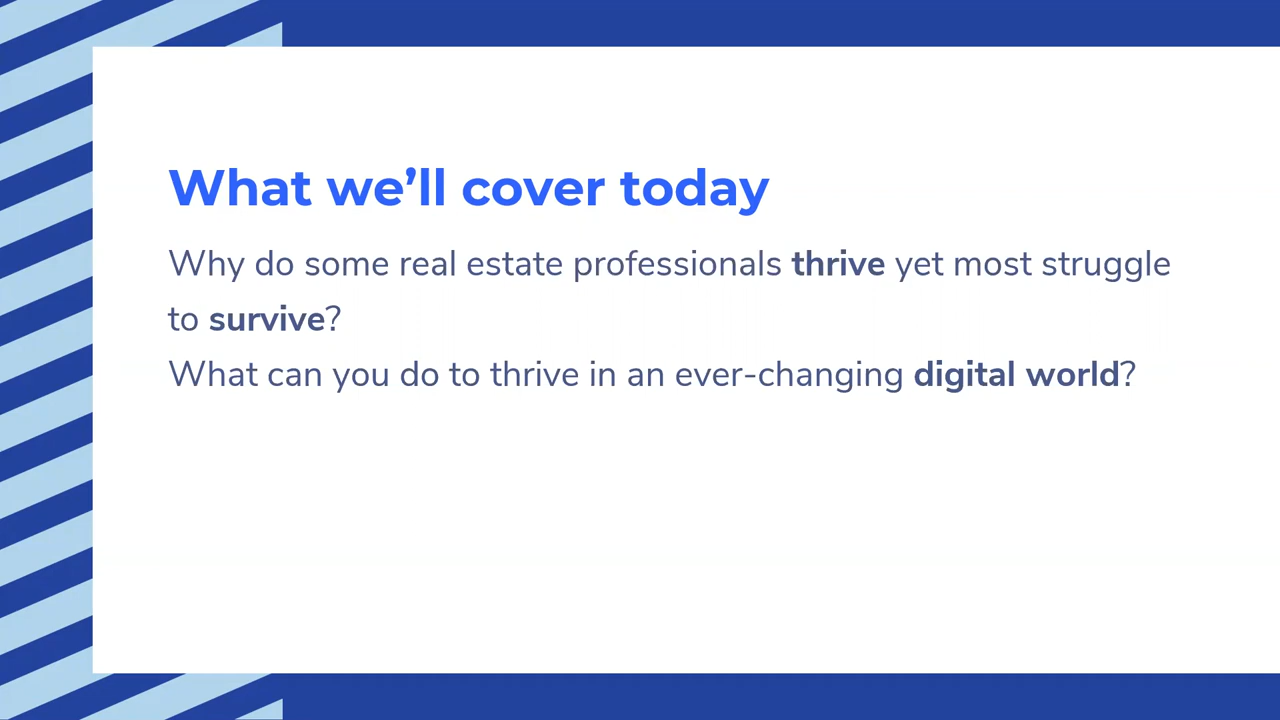 What we’ll cover today
Why do some real estate professionals thrive yet most struggle
to survive?
What can you do to thrive in an ever-changing digital world?